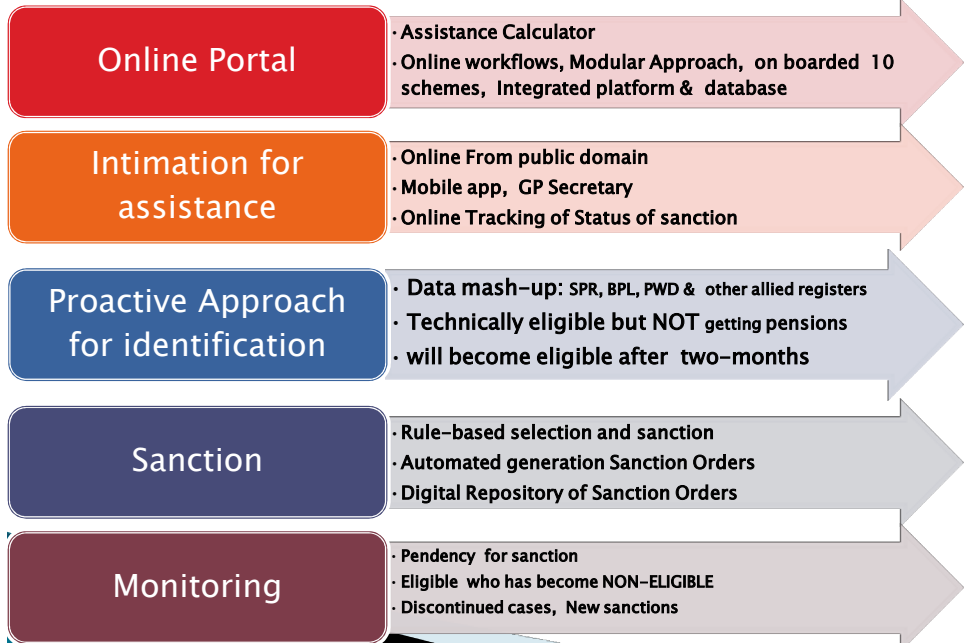 Online Portal
· Assistance Calculator
· Online workflows, Modular Approach, on boarded 10
schemes, Integrated platform & database
Intimation for
assistance
· Online From public domain
· Mobile app, GP Secretary
· Online Tracking of Status of sanction
Proactive Approach
for identification
· Data mash-up: SPR, BPL, PWD & other allied registers
· Technically eligible but NOT getting pensions
· will become eligible after two-months
Sanction
· Rule-based selection and sanction
· Automated generation Sanction Orders
· Digital Repository of Sanction Orders
Monitoring
· Pendency for sanction
· Eligible who has become NON-ELIGIBLE
· Discontinued cases, New sanctions